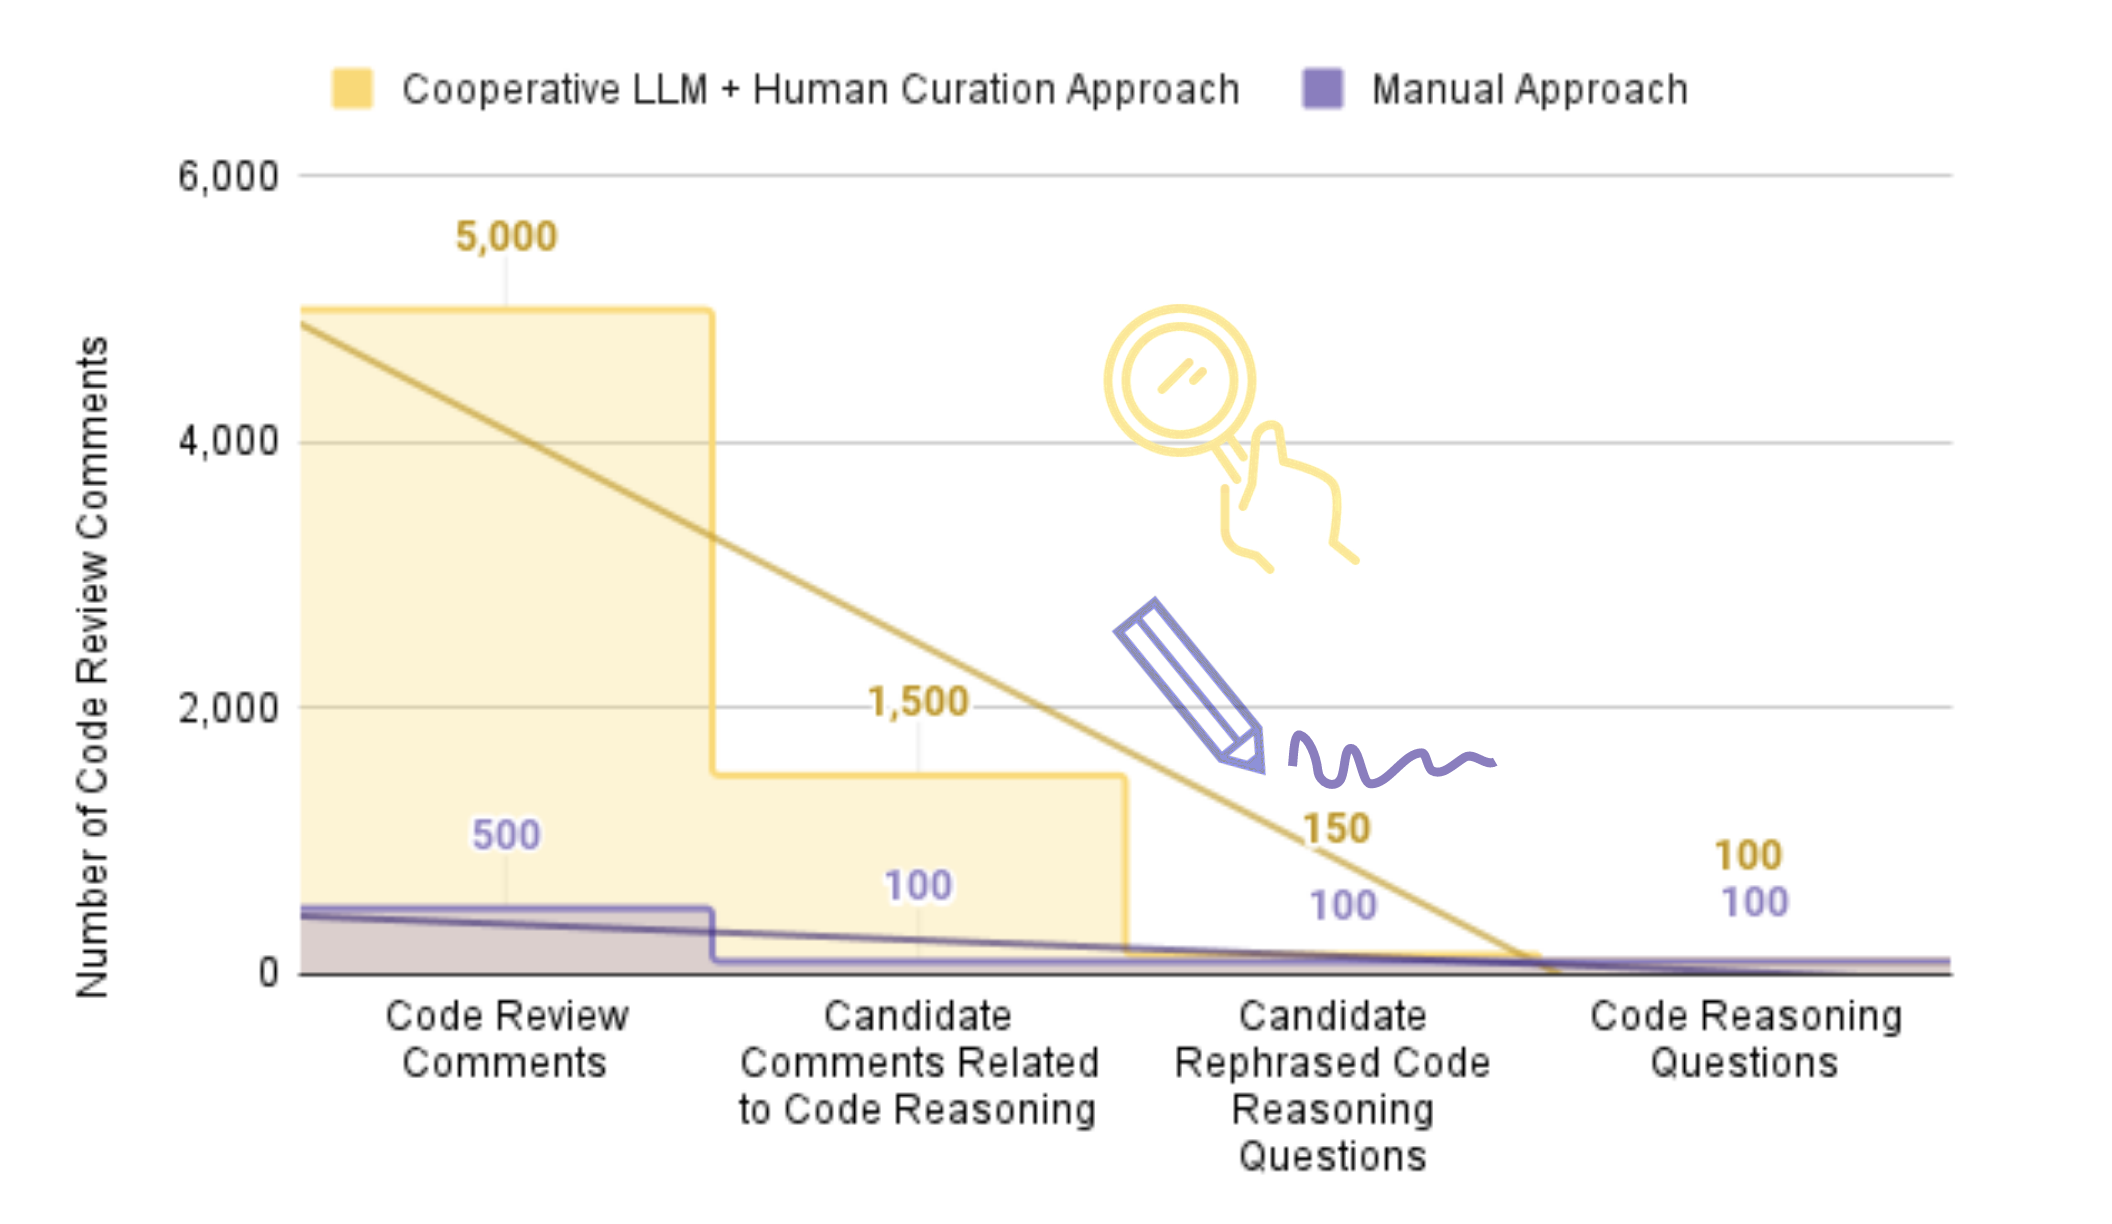 Cooperative LLM + Human Curation Approach
Manual Approach
Number of Code Review Comments
6,000
4,000
2,000
0
5,000
1,500
150
100
500
100
100
100
Code Review
Comments
Candidate
Comments Related
to Code Reasoning
Candidate
Rephrased Code
Reasoning
Questions
Code Reasoning
Questions